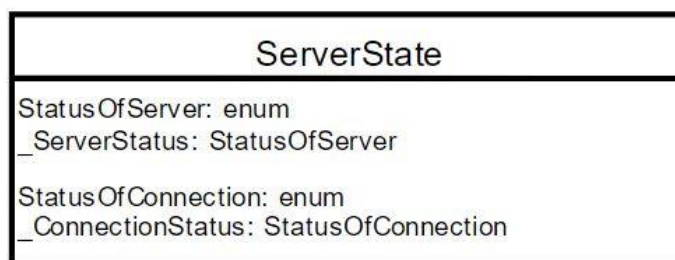 ServerState
StatusOfServer: enum
_ServerStatus: StatusOfServer
StatusOfConnection: enum
_ConnectionStatus: StatusOfConnection